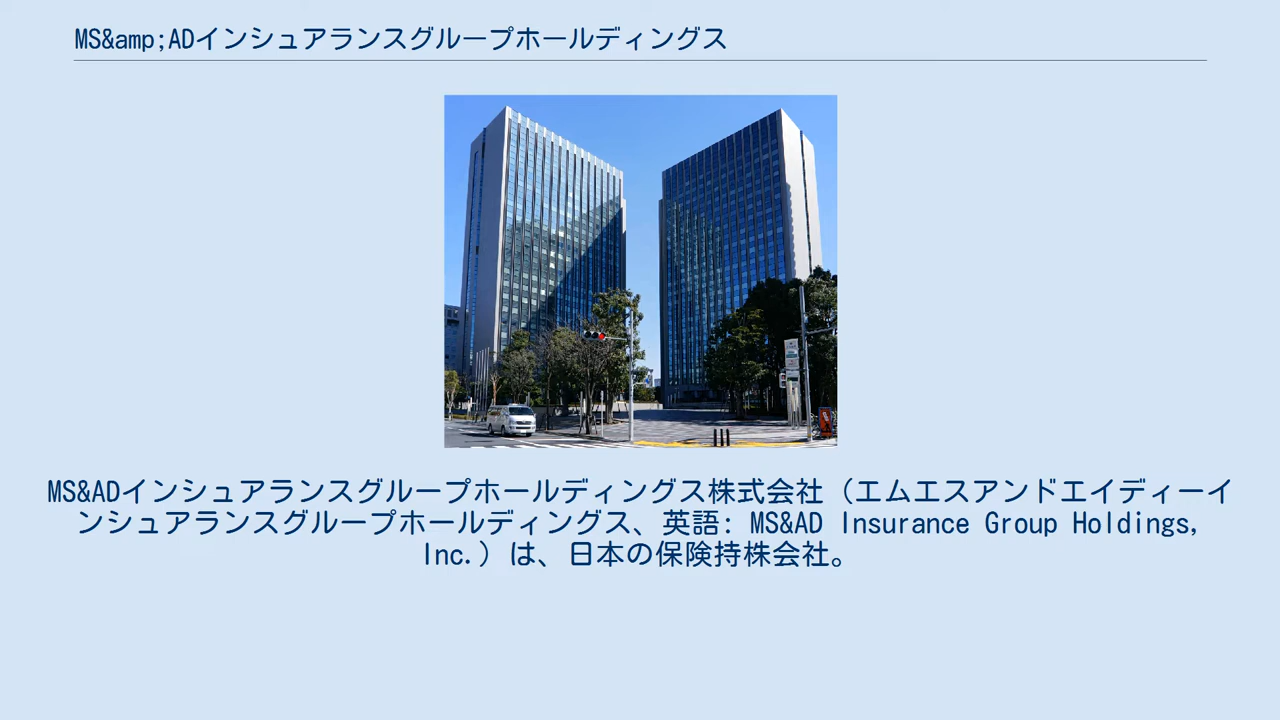 MS&amp;ADインシュアランスグループホールディングス
MS&ADインシュアランスグループホールディングス株式会社（エムエスアンドエイディーイ
ンシュアランスグループホールディングス、英語: MS&AD Insurance Group Holdings,
Inc.）は、日本の保険持株会社。